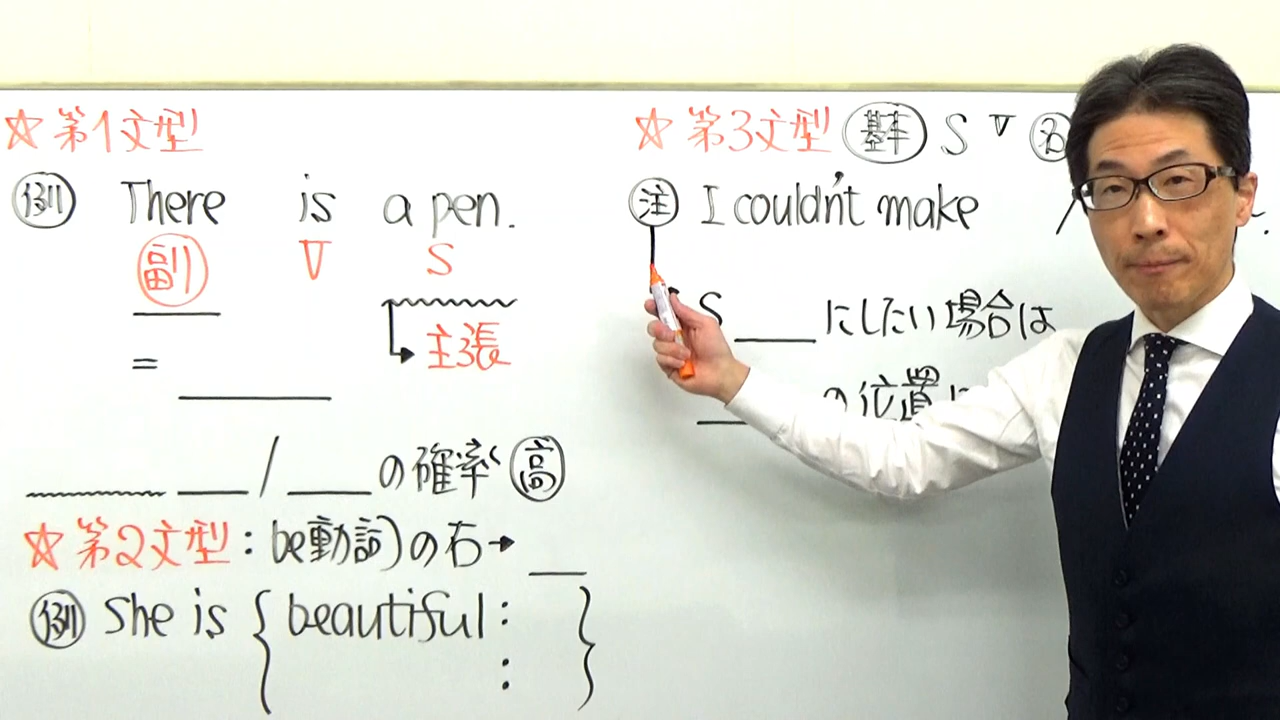 ☆第1文型
例 There is a pen.
副 V S
主張
=
/ の確率 高
☆第2文型:be動詞の右→
例 She is { beautiful : }
:
☆第3文型 基本 S V 名
注 I couldn't make /
S にしたい場合は
の位置に